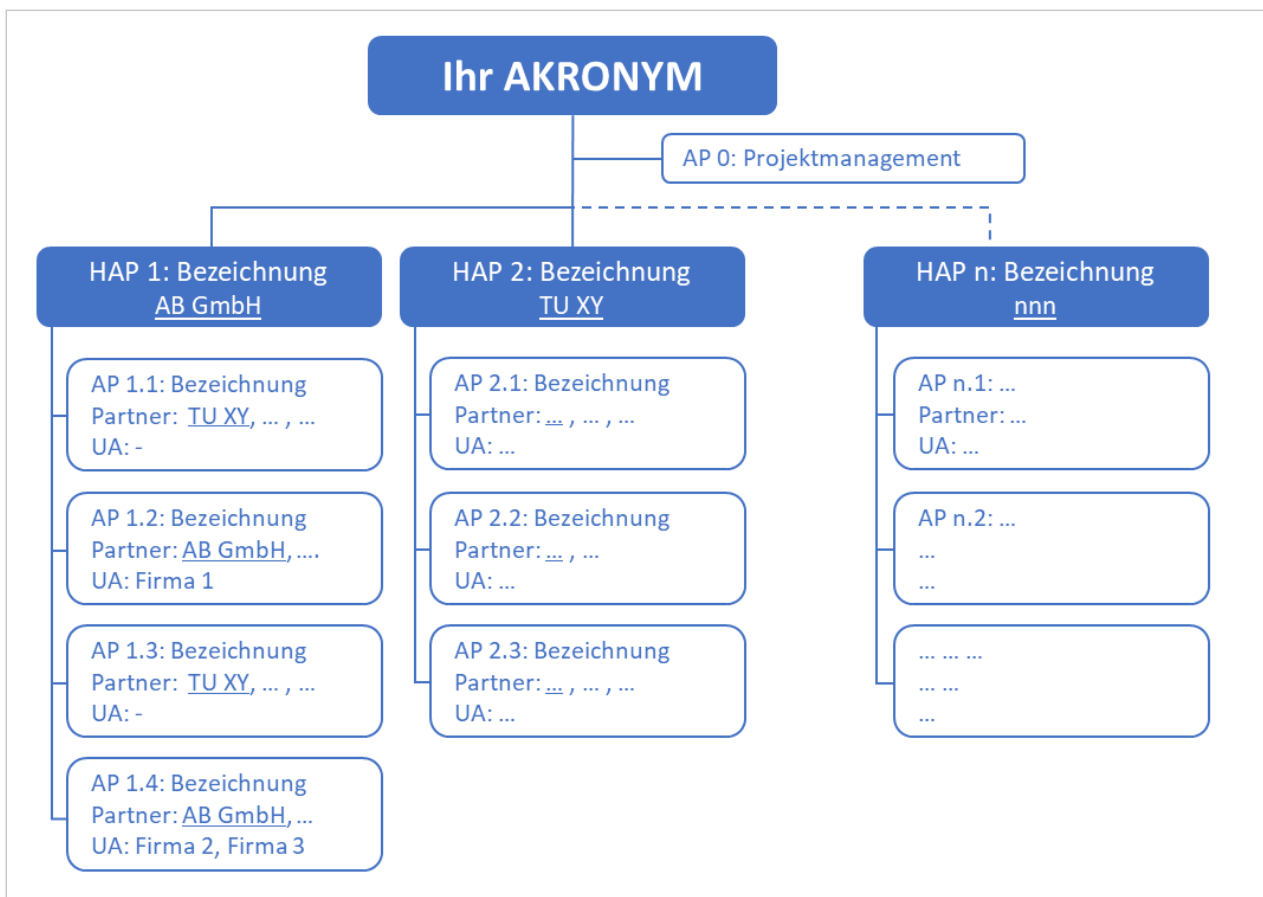 Ihr AKRONYM
AP 0: Projektmanagement
HAP 1: Bezeichnung
AB GmbH
AP 1.1: Bezeichnung
Partner: TU XY, ... , ...
UA: -
AP 1.2: Bezeichnung
Partner: AB GmbH, ....
UA: Firma 1
AP 1.3: Bezeichnung
Partner: TU XY, ... , ...
UA: -
AP 1.4: Bezeichnung
Partner: AB GmbH, ...
UA: Firma 2, Firma 3
HAP 2: Bezeichnung
TU XY
AP 2.1: Bezeichnung
Partner: ... , ... , ...
UA: ...
AP 2.2: Bezeichnung
Partner: ... , ...
UA: ...
AP 2.3: Bezeichnung
Partner: ... , ... , ...
UA: ...
HAP n: Bezeichnung
nnn
AP n.1: ...
Partner: ...
UA: ...
AP n.2: ...
...
...
... ... ...
... ...
...